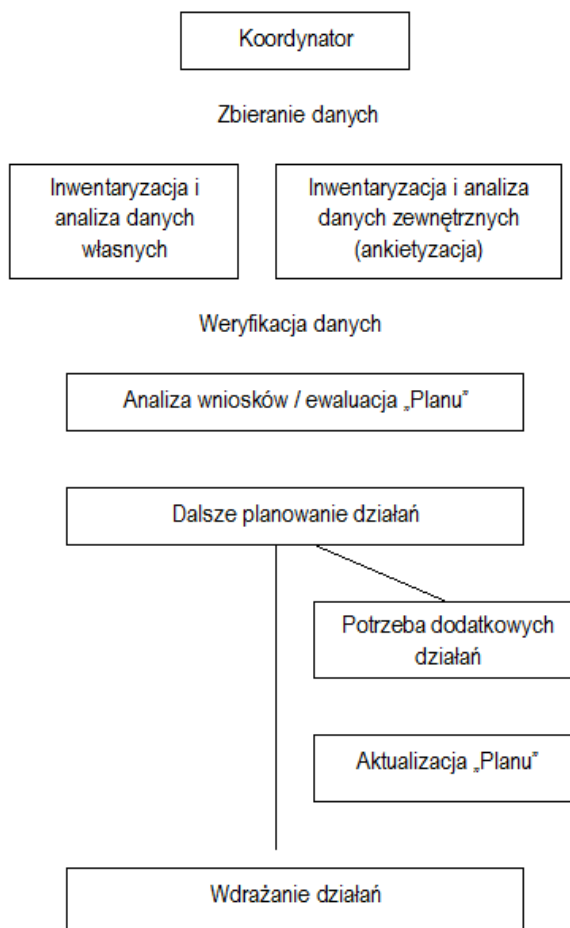 Koordynator
Zbieranie danych
Inwentaryzacja i
analiza danych
własnych
Inwentaryzacja i analiza
danych zewnętrznych
(ankietyzacja)
Weryfikacja danych
Analiza wniosków / ewaluacja „Planu”
Dalsze planowanie działań
Potrzeba dodatkowych
działań
Aktualizacja „Planu”
Wdrażanie działań